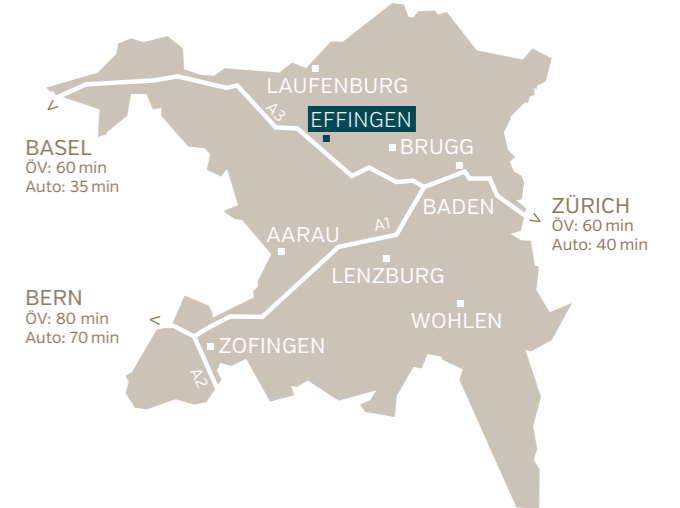 LAUFENBURG
A3
EFFINGEN
BRUGG
BASEL
ÖV: 60 min
Auto: 35 min
BADEN
ZÜRICH
ÖV: 60 min
Auto: 40 min
A1
AARAU
LENZBURG
BERN
ÖV: 80 min
Auto: 70 min
WOHLEN
ZOFINGEN
A2